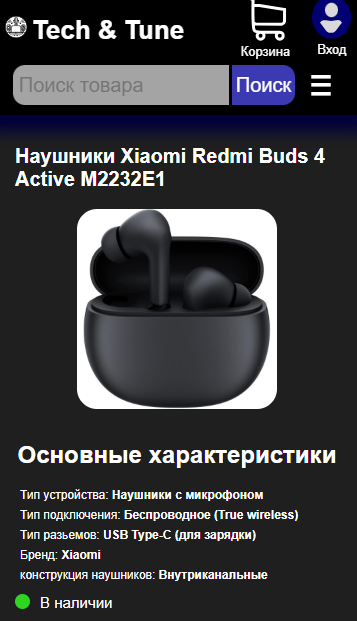 Tech & Tune
Корзина
Вход
Поиск товара
Поиск
Наушники Xiaomi Redmi Buds 4
Active M2232E1
Основные характеристики
Тип устройства: Наушники с микрофоном
Тип подключения: Беспроводное (True wireless)
Тип разьемов: USB Type-C (для зарядки)
Бренд: Xiaomi
конструкция наушников: Внутриканальные
В наличии